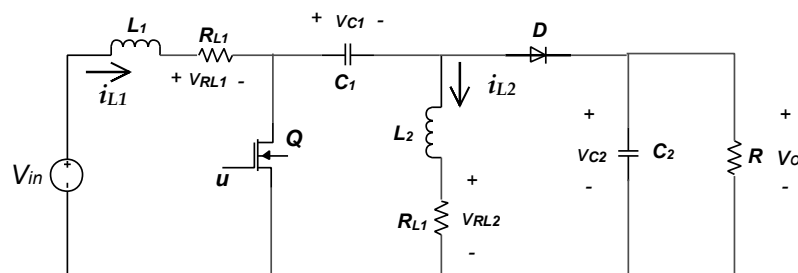 L1
RL1
+ VC1 -
D
iL1
+ VRL1 -
C1
iL2
Q
L2
Vin
+
-
u
+
VC2
-
C2
R
+
Vo
-
RL1
+
VRL2
-